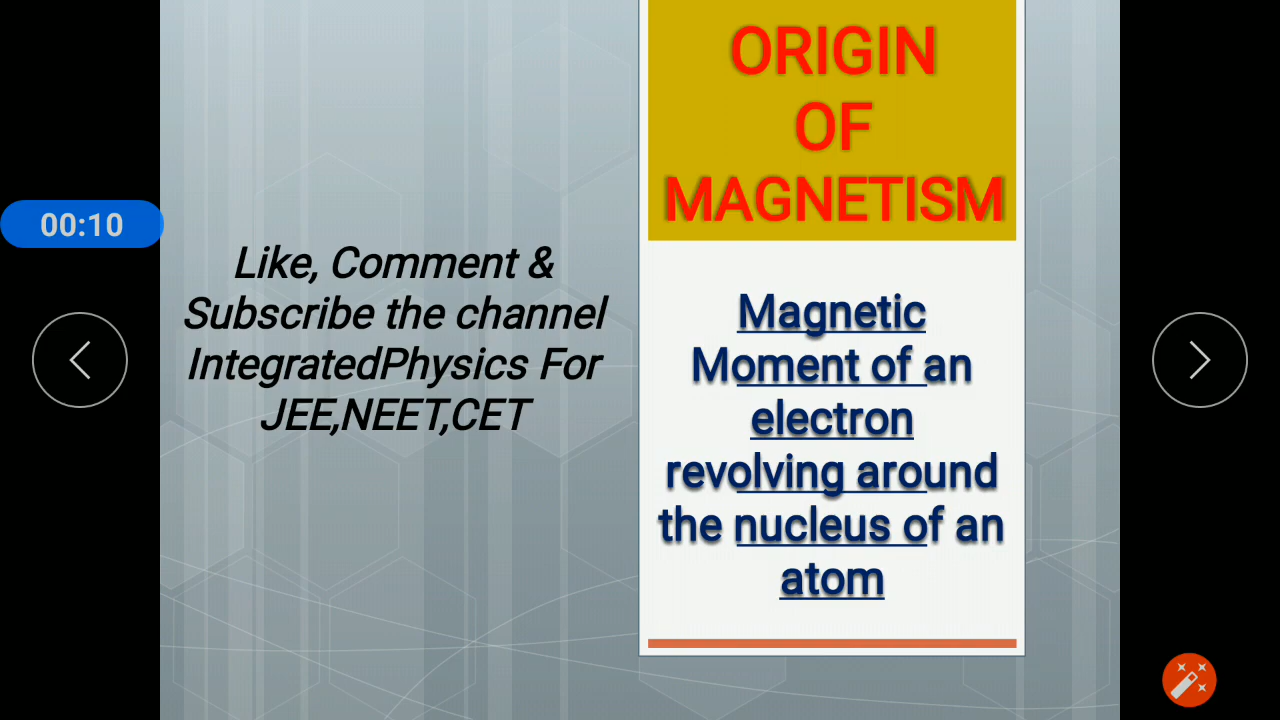 ORIGIN
OF
MAGNETISM
00:10
Like, Comment &
Subscribe the channel
IntegratedPhysics For
JEE,NEET,CET
Magnetic
Moment of an
electron
revolving around
the nucleus of an
atom